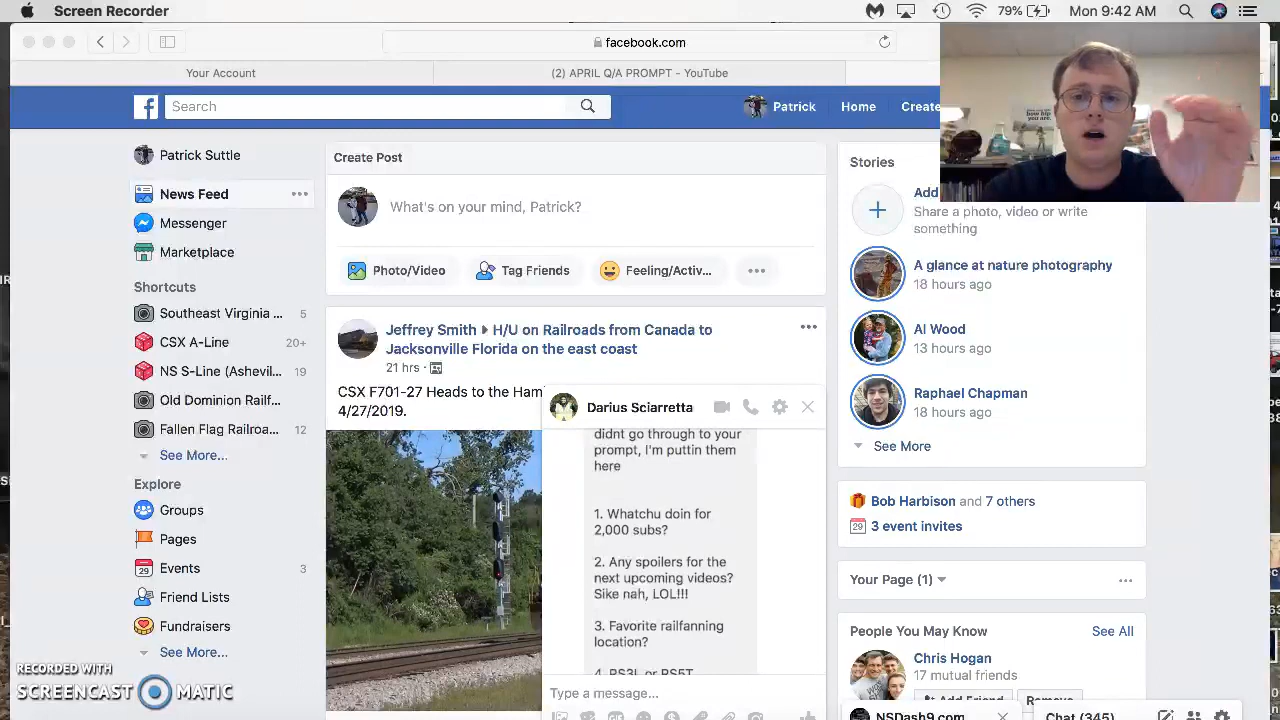 Screen Recorder
79%
Mon 9:42 AM
facebook.com
Your Account
(2) APRIL Q/A PROMPT - YouTube
Search
Patrick
Home
Create
Patrick Suttle
News Feed
Messenger
Marketplace
Shortcuts
Southeast Virginia ... 5
CSX A-Line 20+
NS S-Line (Ashevil... 19
Old Dominion Railf...
Fallen Flag Railroa... 12
See More...
Explore
Groups
Pages
Events 3
Friend Lists
Fundraisers
See More...
RECORDED WITH
SCREENCAST MATIC
Create Post
What's on your mind, Patrick?
Photo/Video
Tag Friends
Feeling/Activ...
Jeffrey Smith H/U on Railroads from Canada to
Jacksonville Florida on the east coast
21 hrs
CSX F701-27 Heads to the Ham
4/27/2019.
Darius Sciarretta
didnt go through to your
prompt, I'm puttin them
here
1. Whatchu doin for
2,000 subs?
2. Any spoilers for the
next upcoming videos?
Sike nah, LOL!!!
3. Favorite railfanning
location?
4. RS3L or RS5T
Type a message...
GIF
Stories
Add
Share a photo, video or write
something
A glance at nature photography
18 hours ago
Al Wood
13 hours ago
Raphael Chapman
18 hours ago
See More
Bob Harbison and 7 others
29 3 event invites
Your Page (1)
People You May Know
See All
Chris Hogan
17 mutual friends
Add Friend
Remove
NSDash9.com
Chat (345)